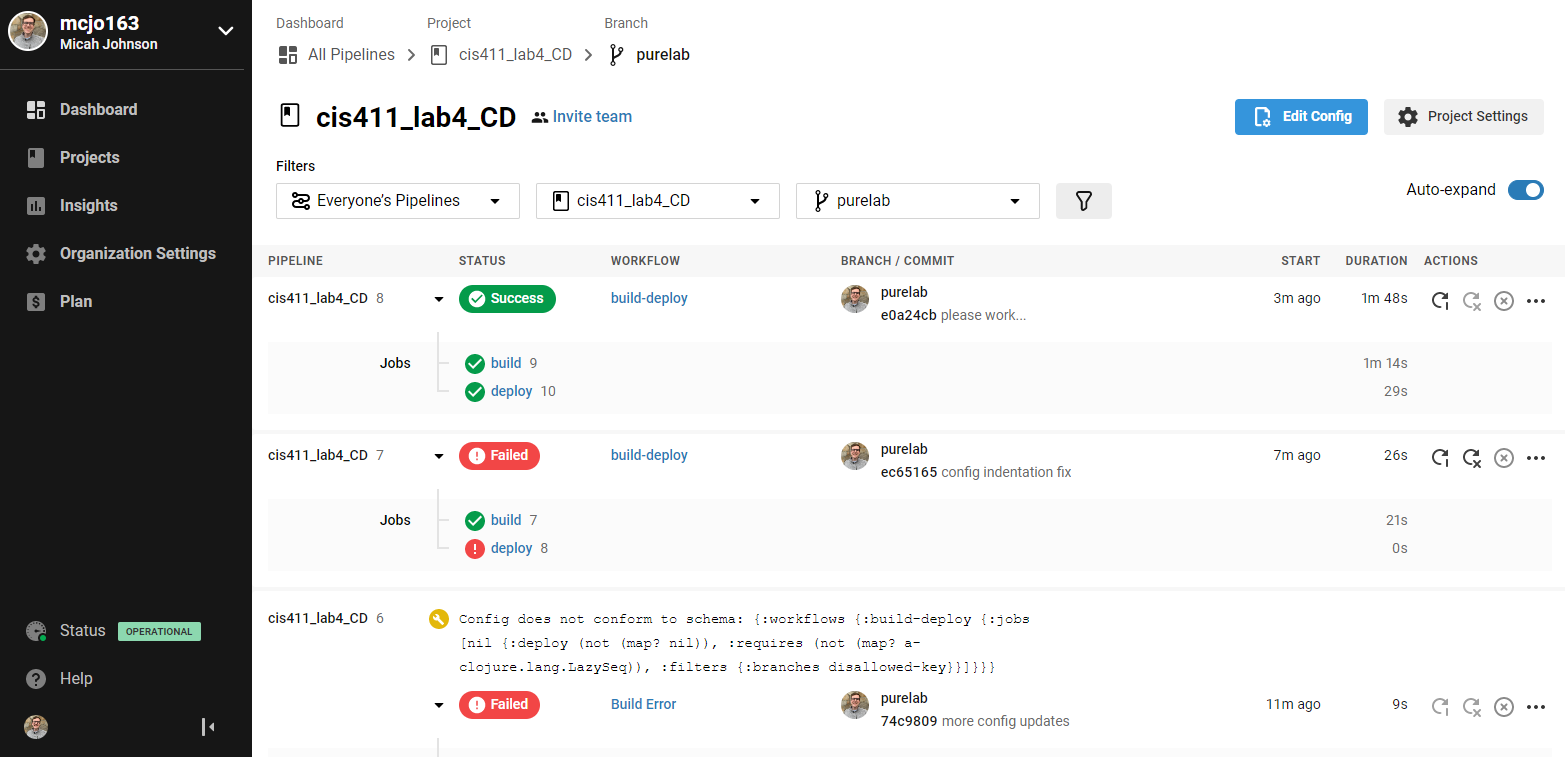 mcjo163
Micah Johnson
Dashboard
Projects
Insights
Organization Settings
Plan
Status OPERATIONAL
Help
Dashboard Project Branch
All Pipelines cis411_lab4_CD purelab
cis411_lab4_CD Invite team
Edit Config Project Settings
Filters
Everyone's Pipelines cis411_lab4_CD purelab
Auto-expand
PIPELINE STATUS WORKFLOW BRANCH / COMMIT START DURATION ACTIONS
cis411_lab4_CD 8 Success build-deploy purelab 3m ago 1m 48s
e0a24cb please work...
Jobs build 9 1m 14s
deploy 10 29s
cis411_lab4_CD 7 Failed build-deploy purelab 7m ago 26s
ec65165 config indentation fix
Jobs build 7 21s
deploy 8 0s
cis411_lab4_CD 6 Config does not conform to schema: {:workflows {:build-deploy {:jobs
[nil {:deploy (not (map? nil)), :requires (not (map? a-
clojure.lang.LazySeq)), :filters {:branches disallowed-key}}]}}}
Failed Build Error purelab 11m ago 9s
74c9809 more config updates